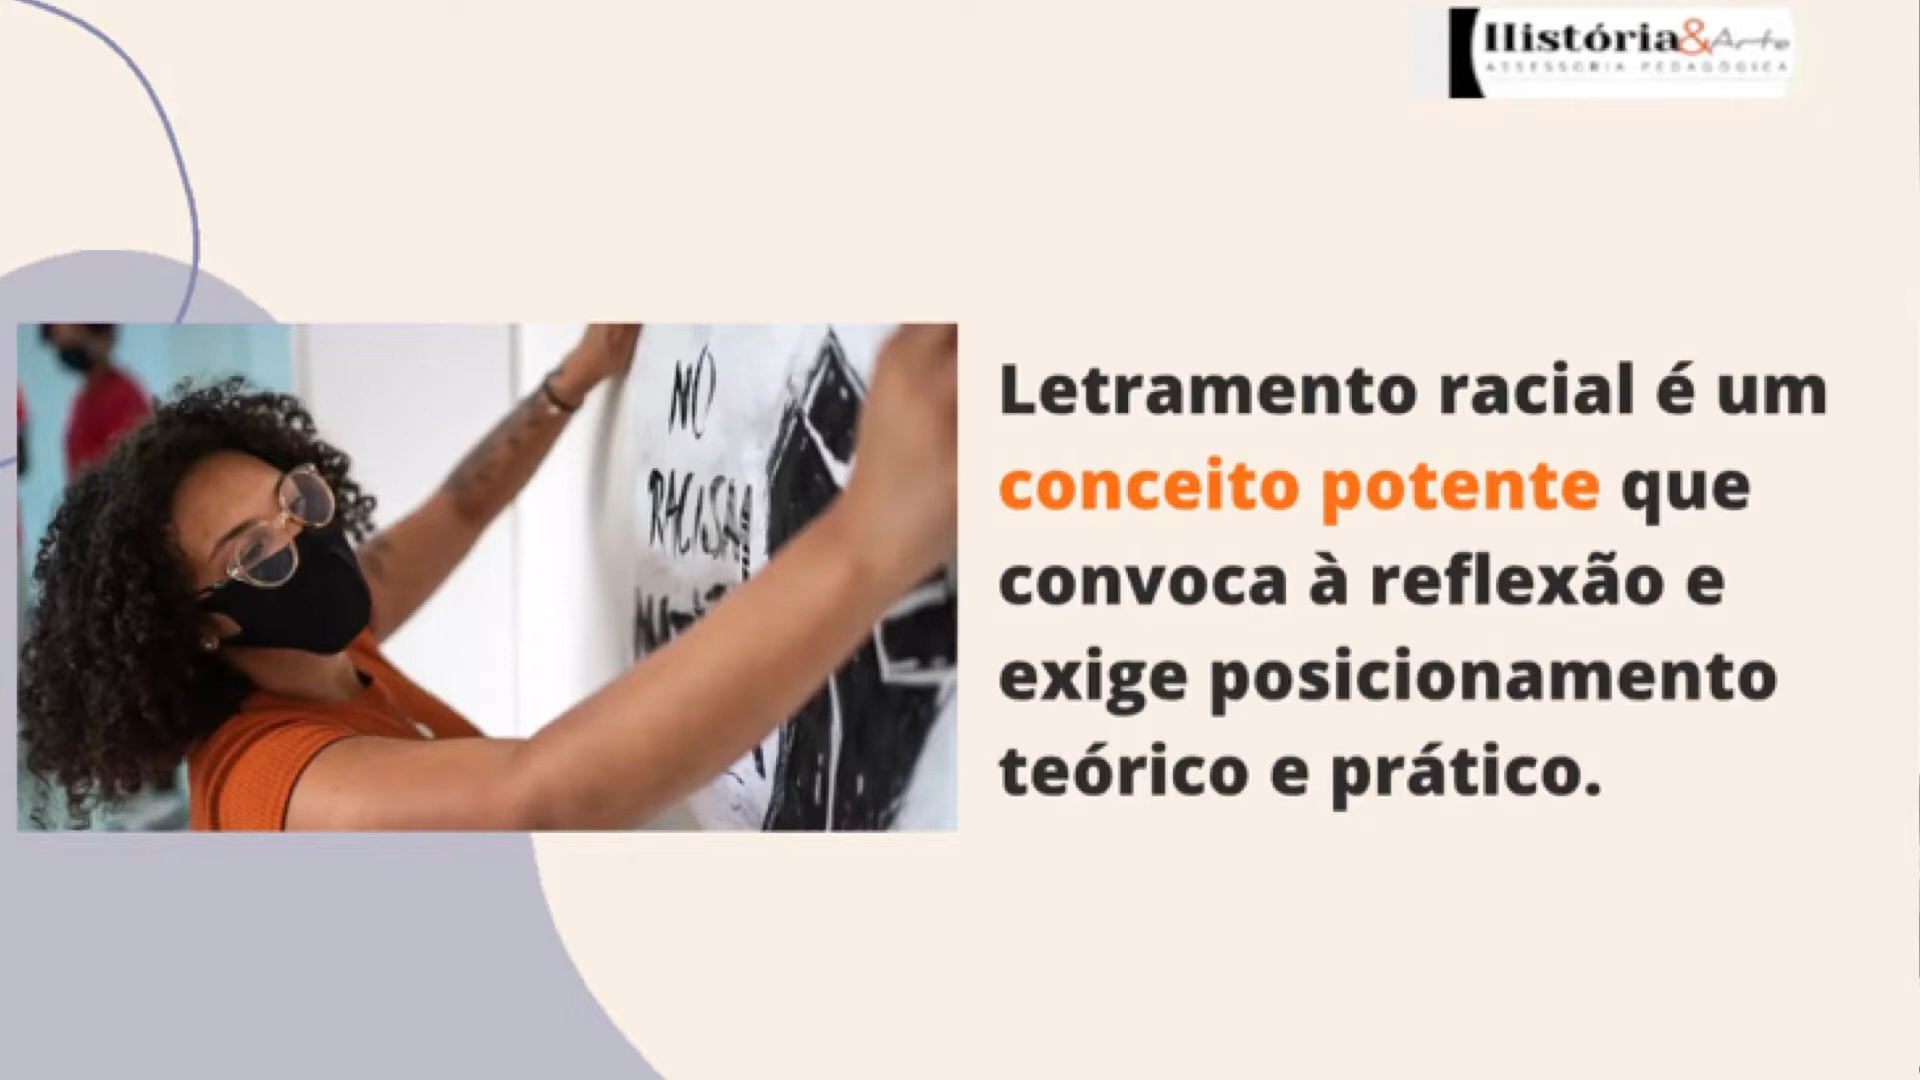 História&Arte
ASSESSORIA PEDAGÓGICA
NO
RACISM
Letramento racial é um
conceito potente que
convoca à reflexão e
exige posicionamento
teórico e prático.